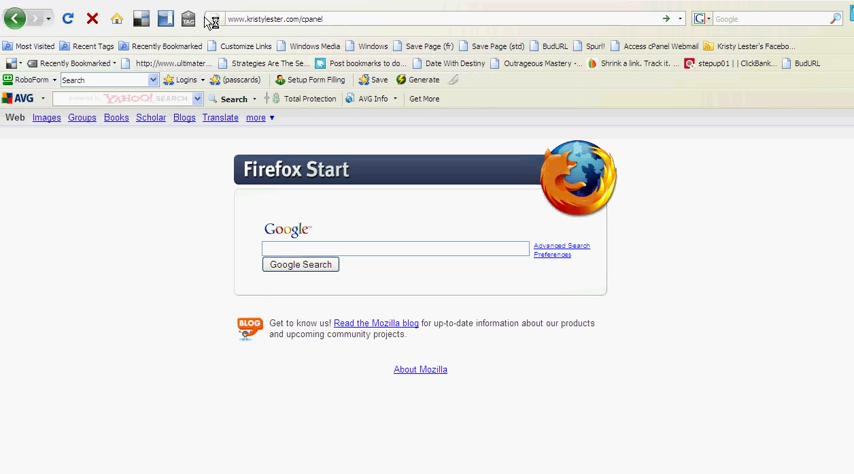 TAG www.kristylester.com/cpanel Google
Most Visited Recent Tags Recently Bookmarked Customize Links Windows Media Windows Save Page (fr) Save Page (std) BudURL Spurl! Access cPanel Webmail Kristy Lester's Facebo...
Recently Bookmarked http://www.ultimater... Strategies Are The Se... Post bookmarks to do... Date With Destiny Outrageous Mastery -... Shrink a link. Track it. ... stepup01 | | ClickBank... BudURL
RoboForm Search Logins (passcards) Setup Form Filling Save Generate
AVG YAHOO! SEARCH Search Total Protection AVG Info Get More
Web Images Groups Books Scholar Blogs Translate more
Firefox Start
Google
Advanced Search
Preferences
Google Search
BLOG Get to know us! Read the Mozilla blog for up-to-date information about our products
and upcoming community projects.
About Mozilla